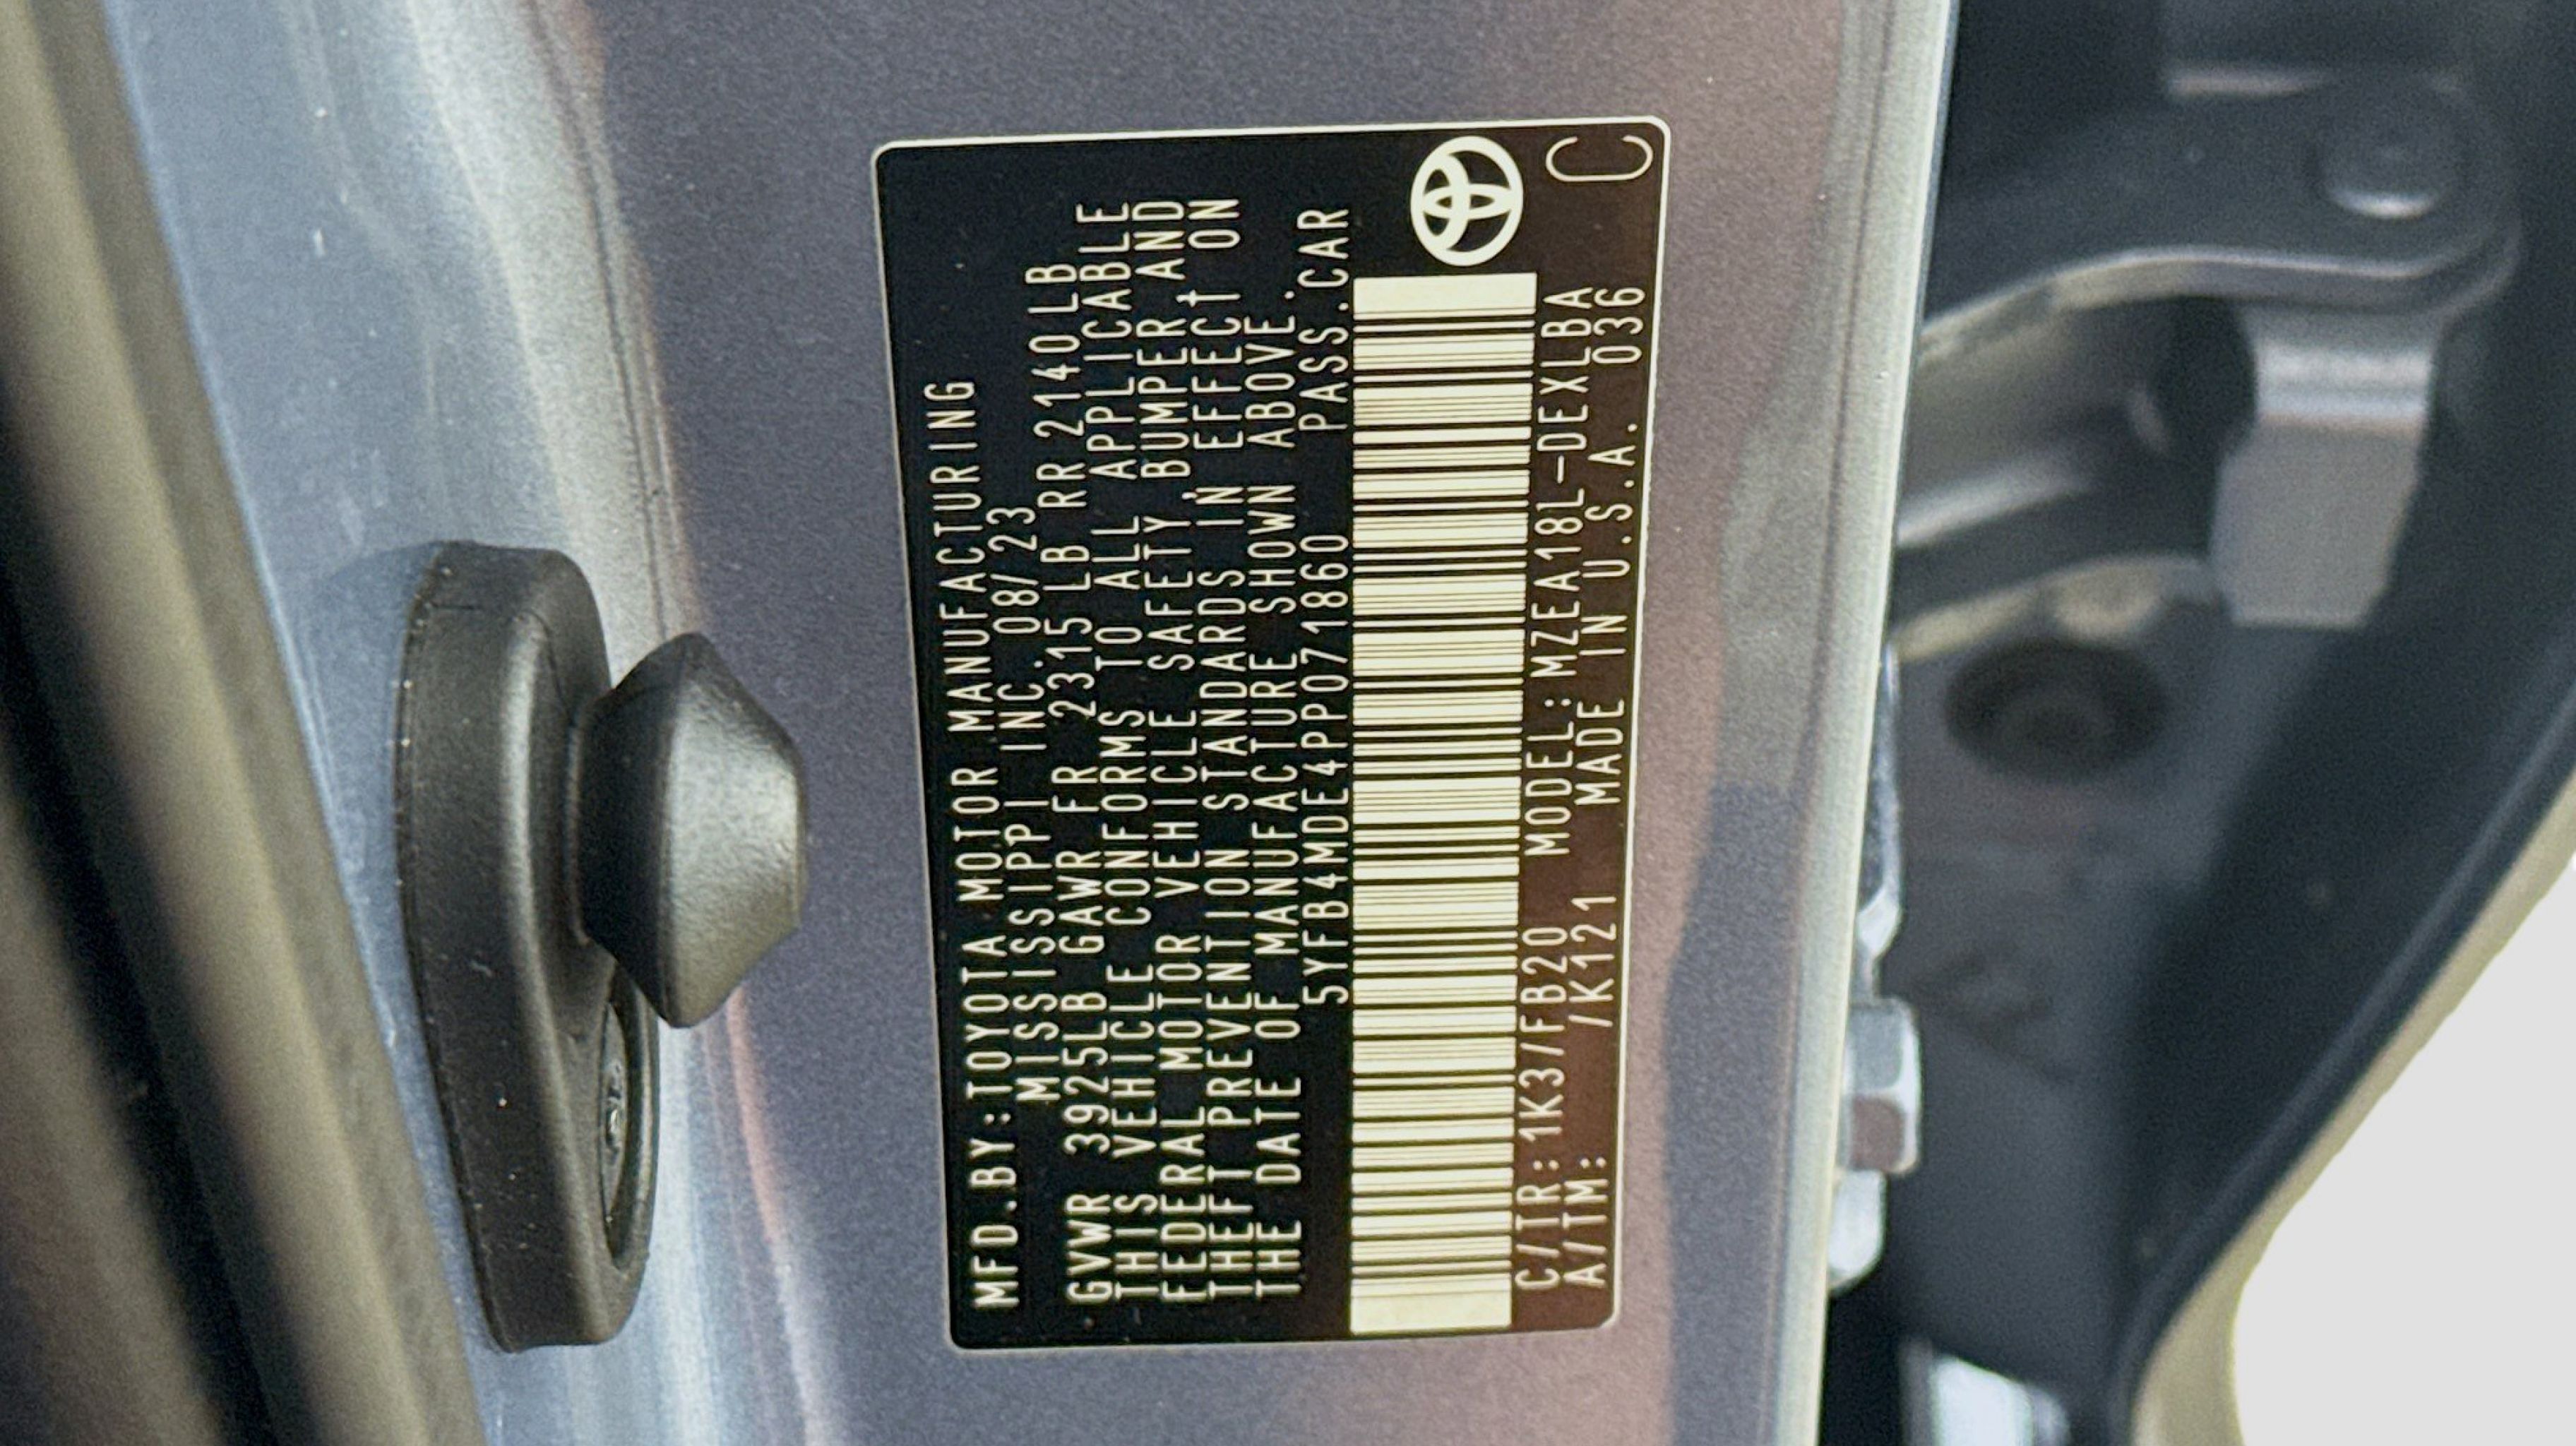 MFD.BY:TOYOTA MOTOR MANUFACTURING
MISSISSIPPI INC. 08/23
GVWR 3925LB GAWR FR 2315LB RR 2140LB
THIS VEHICLE CONFORMS TO ALL APPLICABLE
FEDERAL MOTOR VEHICLE SAFETY,BUMPER,AND
THEFT PREVENTION STANDARDS IN EFFECT ON
THE DATE OF MANUFACTURE SHOWN ABOVE.
5YFB4MDE4PP071860 PASS.CAR
C/TR:1K3/FB20 MODEL:MZEA18L-DEXLBA
A/TM: /K121 MADE IN U.S.A. 036
C